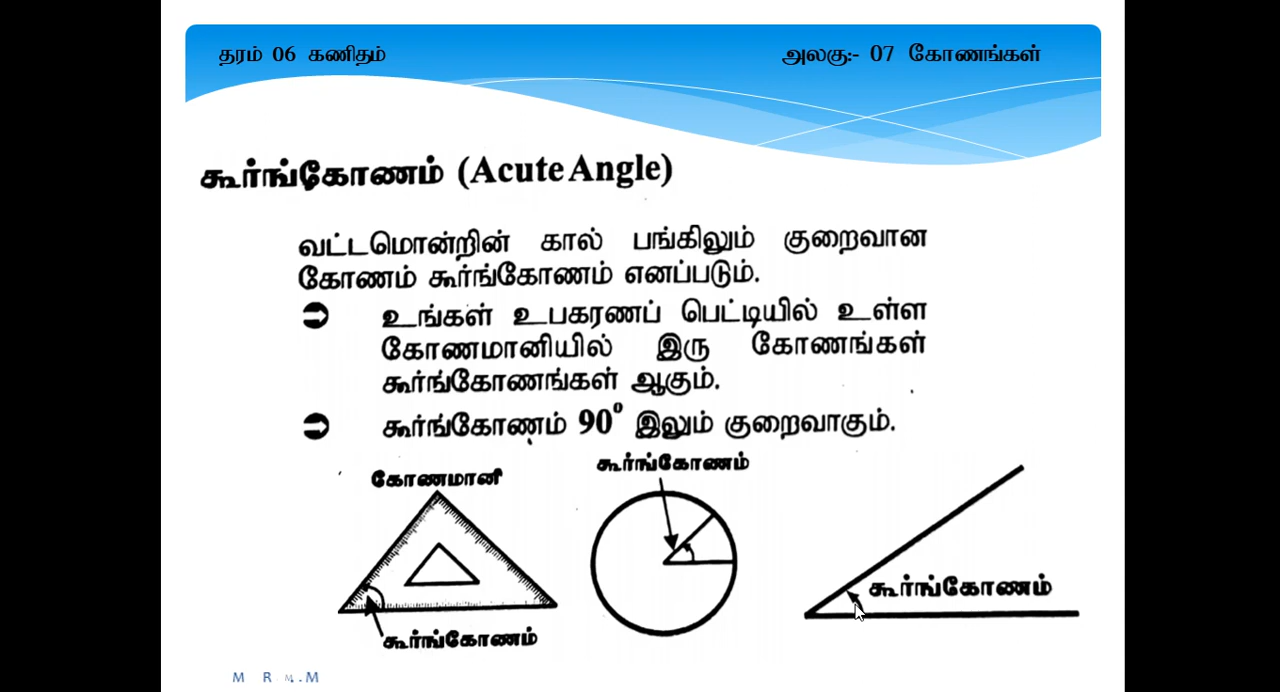 தரம் 06 கணிதம்
அலகு:- 07 கோணங்கள்
கூர்ங்கோணம் (Acute Angle)
வட்டமொன்றின் கால் பங்கிலும் குறைவான
கோணம் கூர்ங்கோணம் எனப்படும்.
உங்கள் உபகரணப் பெட்டியில் உள்ள
கோணமானியில் இரு கோணங்கள்
கூர்ங்கோணங்கள் ஆகும்.
கூர்ங்கோணம் 90° இலும் குறைவாகும்.
கோணமானி
கூர்ங்கோணம்
கூர்ங்கோணம்
கூர்ங்கோணம்
M R M.M